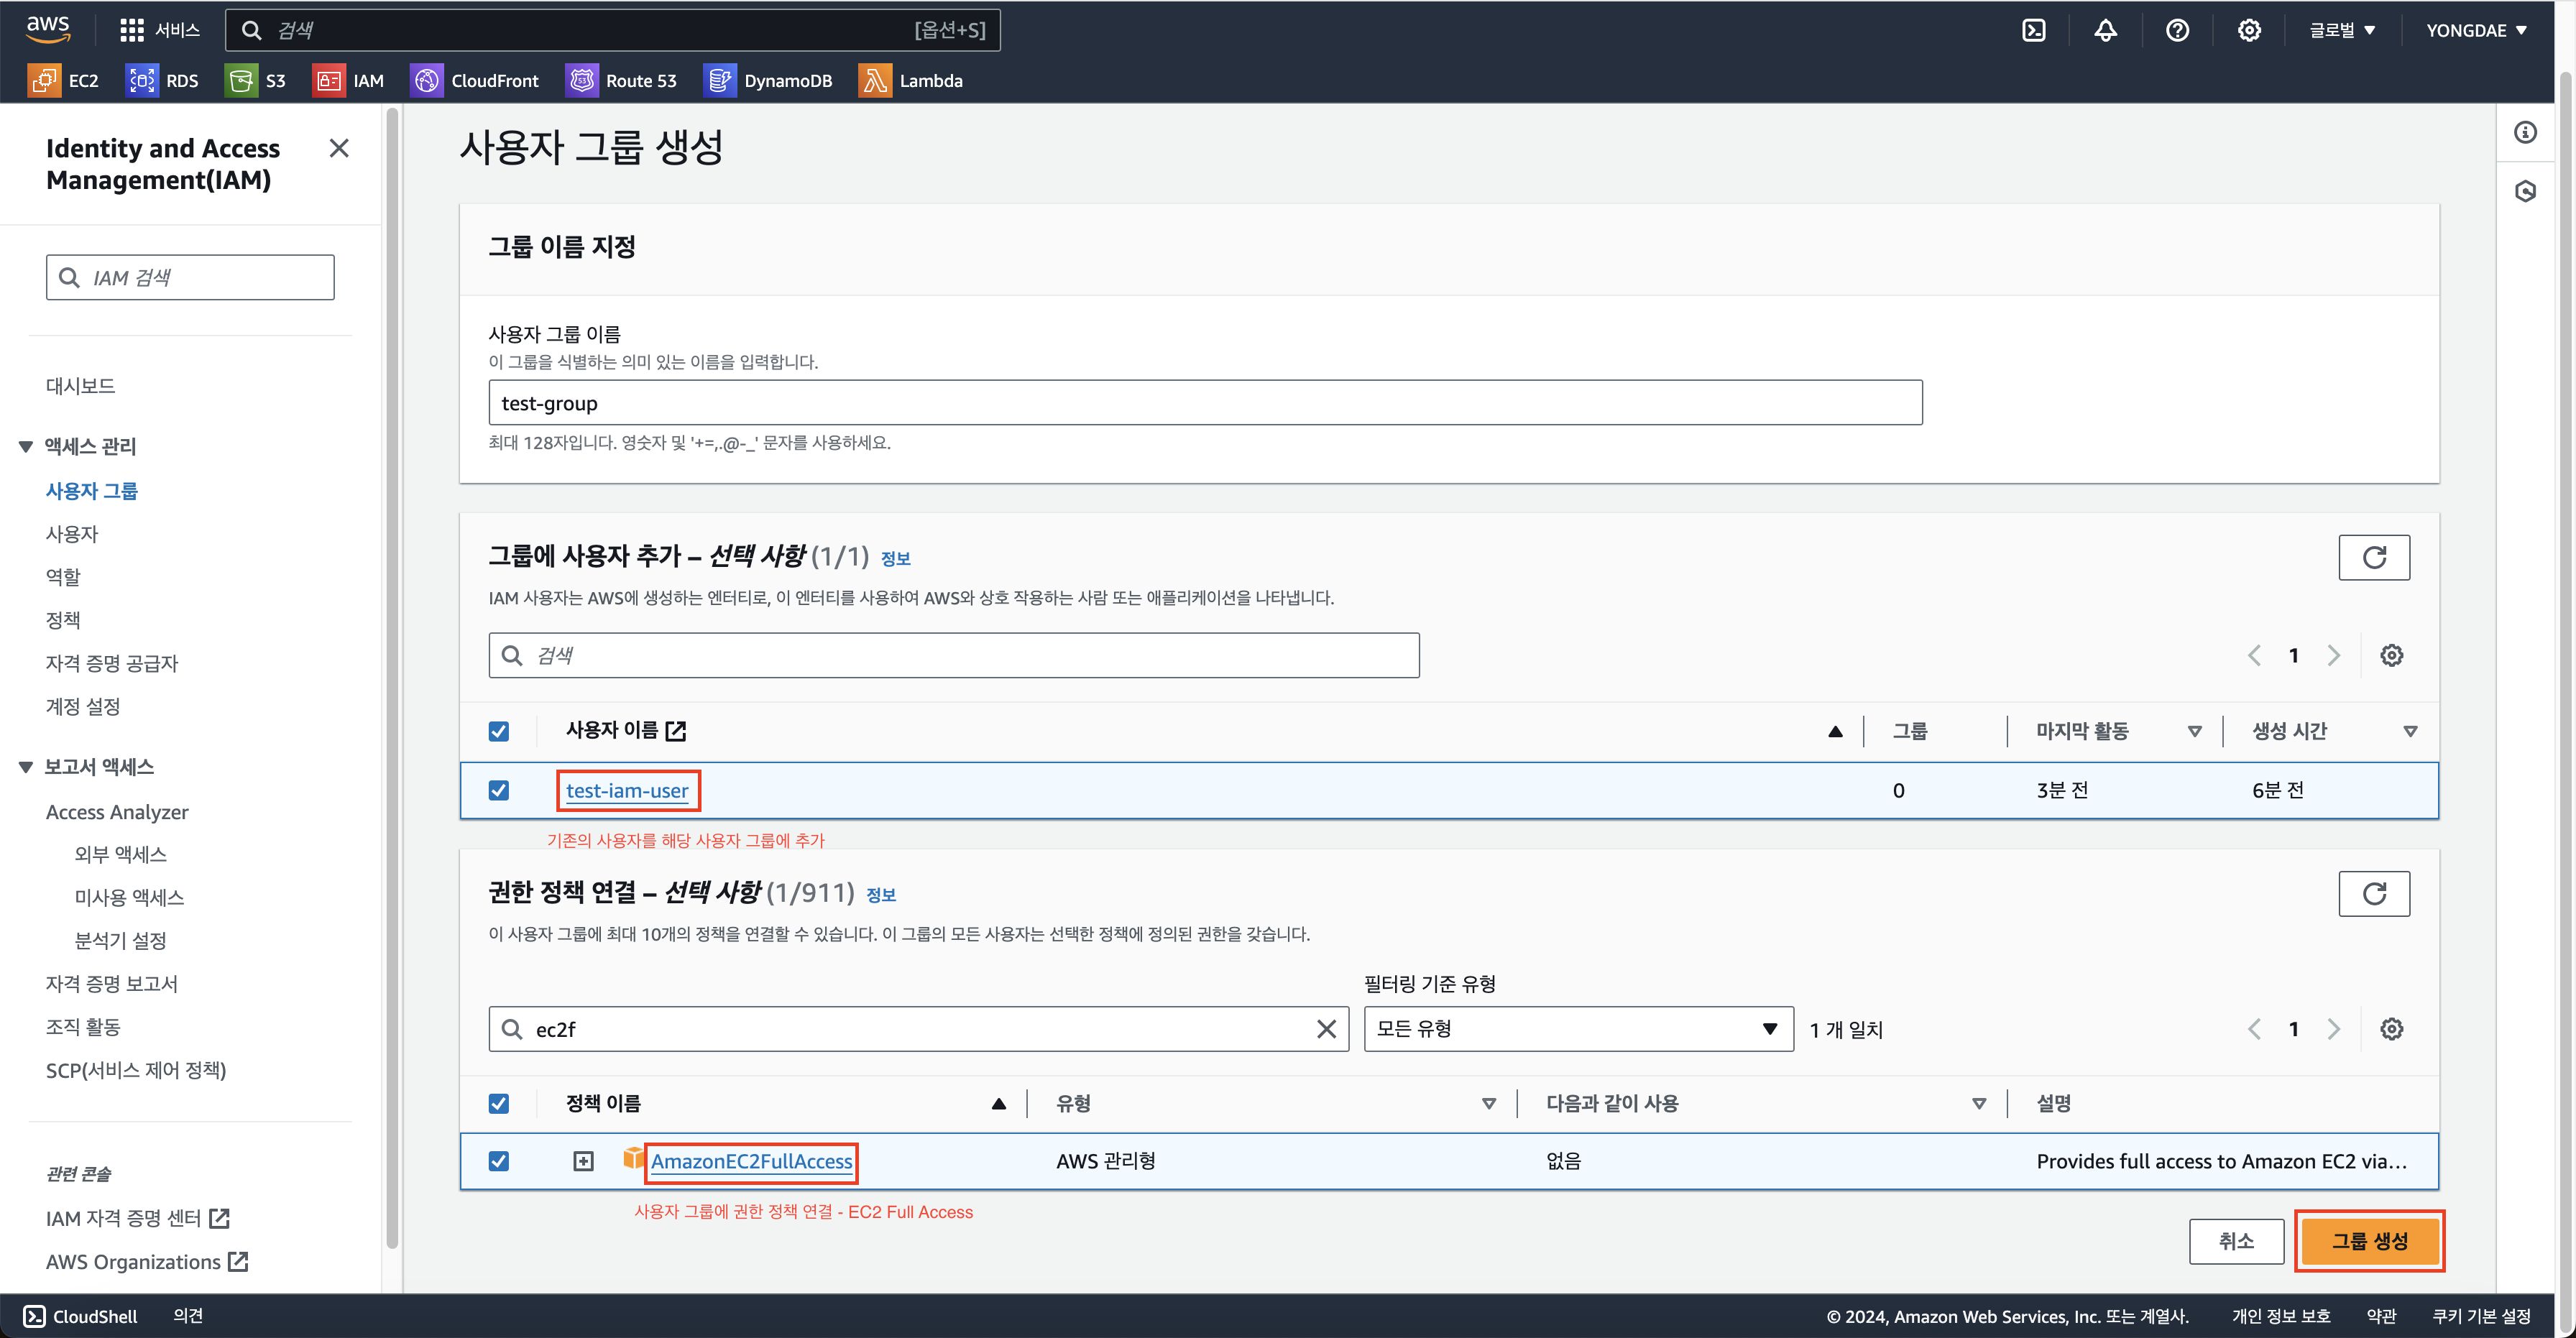 aws
서비스
검색
[옵션+S]
글로벌
YONGDAE
EC2
RDS
S3
IAM
CloudFront
Route 53
DynamoDB
Lambda
Identity and Access
Management(IAM)
IAM 검색
대시보드
액세스 관리
사용자 그룹
사용자
역할
정책
자격 증명 공급자
계정 설정
보고서 액세스
Access Analyzer
외부 액세스
미사용 액세스
분석기 설정
자격 증명 보고서
조직 활동
SCP(서비스 제어 정책)
관련 콘솔
IAM 자격 증명 센터
AWS Organizations
사용자 그룹 생성
그룹 이름 지정
사용자 그룹 이름
이 그룹을 식별하는 의미 있는 이름을 입력합니다.
test-group
최대 128자입니다. 영숫자 및 '+=,.@-_' 문자를 사용하세요.
그룹에 사용자 추가 – 선택 사항 (1/1) 정보
IAM 사용자는 AWS에 생성하는 엔터티로, 이 엔터티를 사용하여 AWS와 상호 작용하는 사람 또는 애플리케이션을 나타냅니다.
검색
1
사용자 이름 그룹 마지막 활동 생성 시간
test-iam-user 0 3분 전 6분 전
기존의 사용자를 해당 사용자 그룹에 추가
권한 정책 연결 – 선택 사항 (1/911) 정보
이 사용자 그룹에 최대 10개의 정책을 연결할 수 있습니다. 이 그룹의 모든 사용자는 선택한 정책에 정의된 권한을 갖습니다.
필터링 기준 유형
ec2f 모든 유형 1 개 일치 1
정책 이름 유형 다음과 같이 사용 설명
AmazonEC2FullAccess AWS 관리형 없음 Provides full access to Amazon EC2 via…
사용자 그룹에 권한 정책 연결 - EC2 Full Access
취소
그룹 생성
CloudShell
의견
© 2024, Amazon Web Services, Inc. 또는 계열사.
개인 정보 보호
약관
쿠키 기본 설정